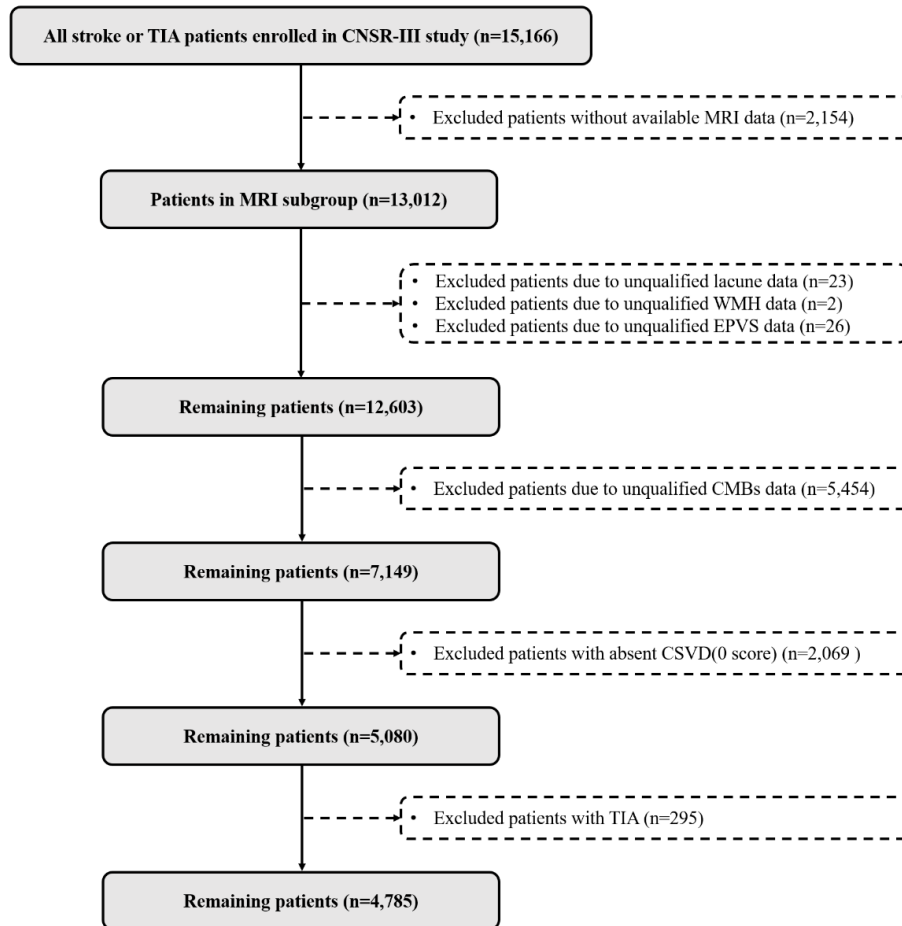 All stroke or TIA patients enrolled in CNSR-III study (n=15,166)
• Excluded patients without available MRI data (n=2,154)
Patients in MRI subgroup (n=13,012)
• Excluded patients due to unqualified lacune data (n=23)
• Excluded patients due to unqualified WMH data (n=2)
• Excluded patients due to unqualified EPVS data (n=26)
Remaining patients (n=12,603)
• Excluded patients due to unqualified CMBs data (n=5,454)
Remaining patients (n=7,149)
• Excluded patients with absent CSVD(0 score) (n=2,069 )
Remaining patients (n=5,080)
• Excluded patients with TIA (n=295)
Remaining patients (n=4,785)